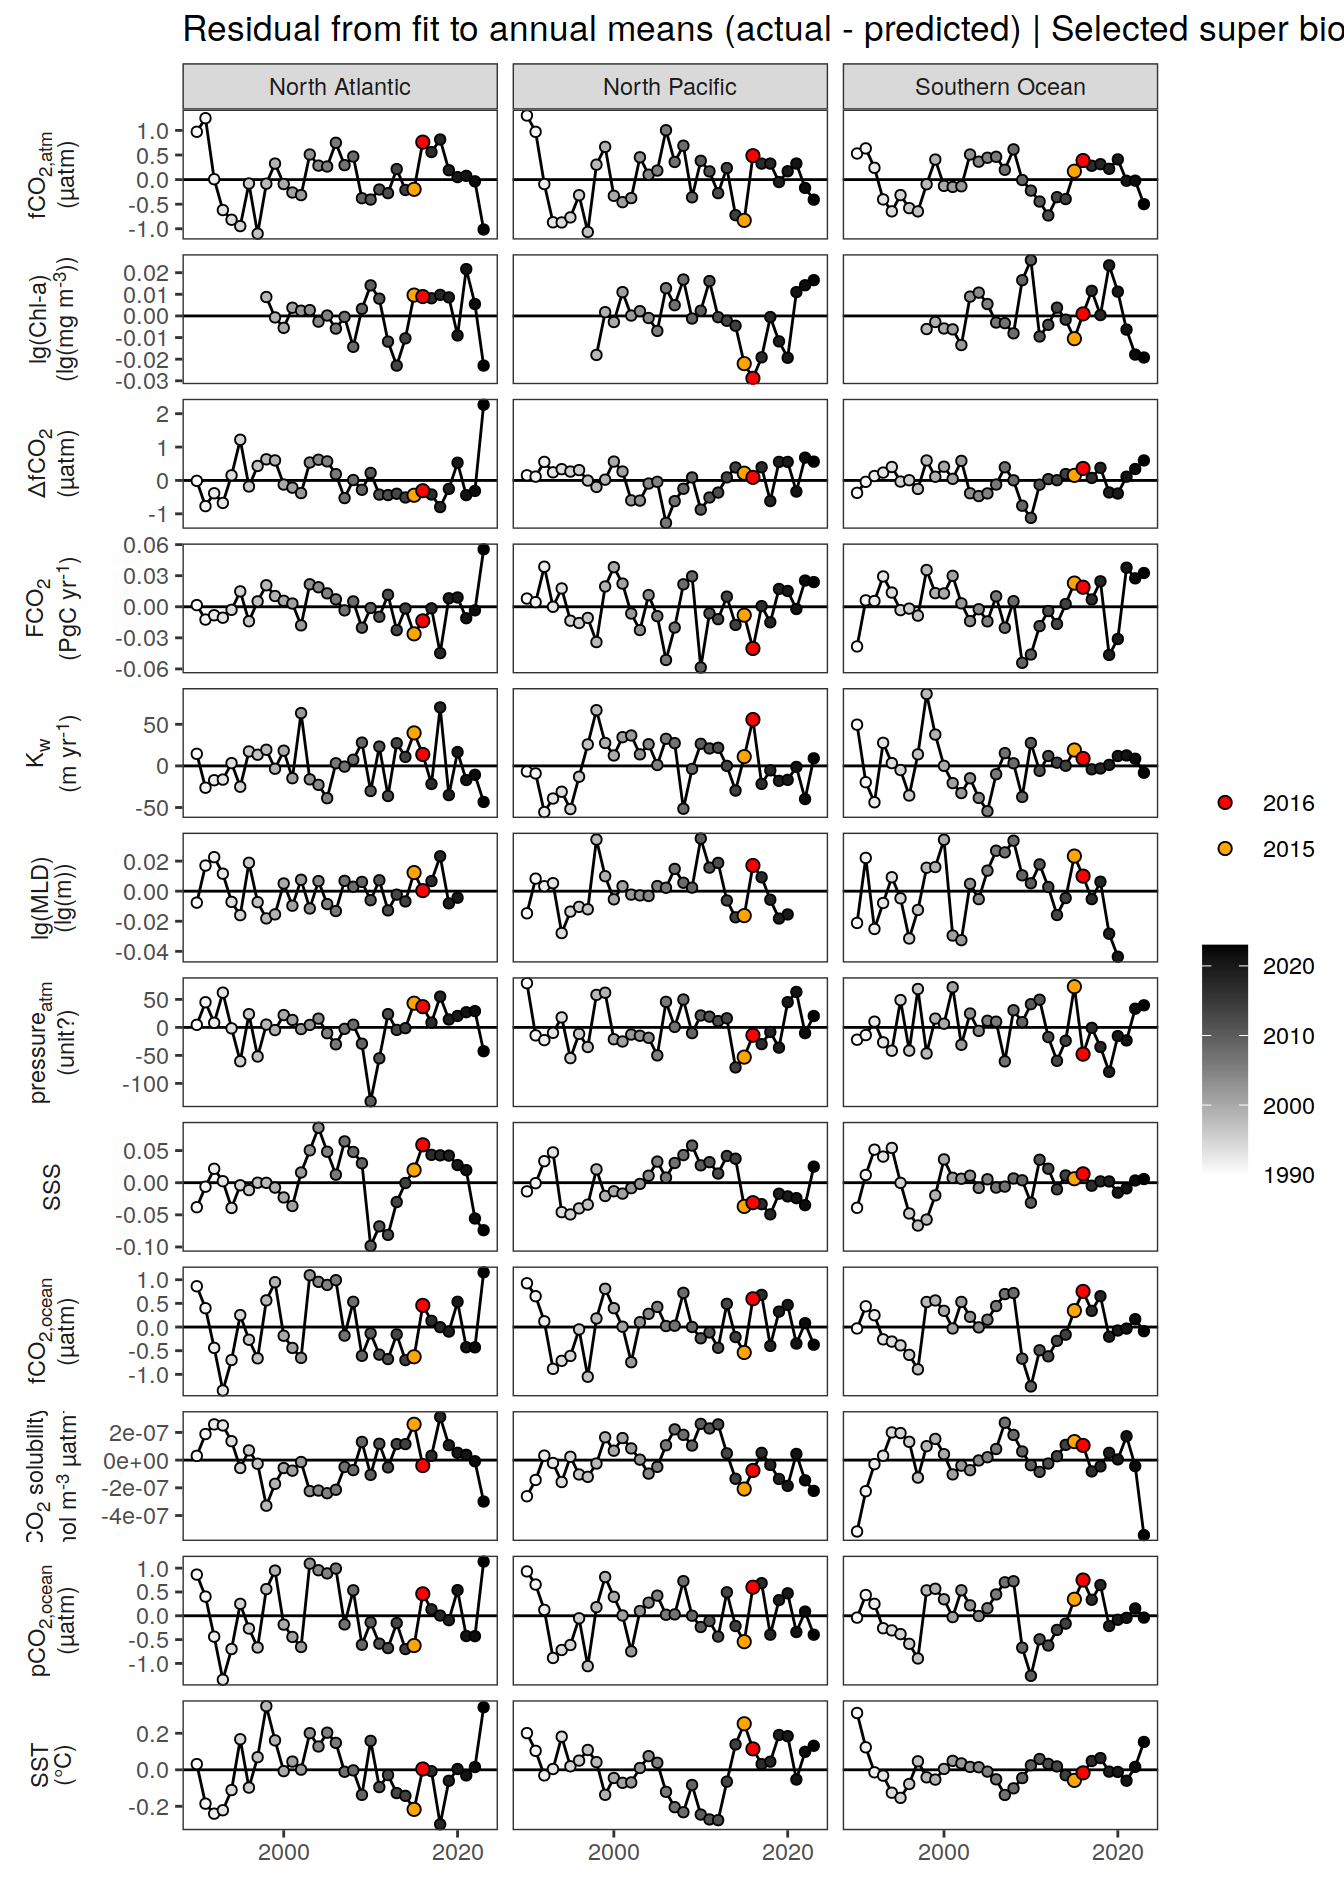 Residual from fit to annual means (actual - predicted) | Selected super bio
North Atlantic
North Pacific
Southern Ocean
fCO2,atm
(µatm)
1.0
0.5
0.0
-0.5
-1.0
lg(Chl-a)
(lg(mg m-3))
0.02
0.01
0.00
-0.01
-0.02
-0.03
ΔfCO2
(µatm)
2
1
0
-1
FCO2
(PgC yr-1)
0.06
0.03
0.00
-0.03
-0.06
Kw
(m yr-1)
50
0
-50
lg(MLD)
(lg(m))
0.02
0.00
-0.02
-0.04
pressureatm
(unit?)
50
0
-50
-100
SSS
0.05
0.00
-0.05
-0.10
fCO2,ocean
(µatm)
1.0
0.5
0.0
-0.5
-1.0
CO2 solubility
nol m-3 µatm-
2e-07
0e+00
-2e-07
-4e-07
pCO2,ocean
(µatm)
1.0
0.5
0.0
-0.5
-1.0
SST
(°C)
0.2
0.0
-0.2
2000
2020
2000
2020
2000
2020
2016
2015
2020
2010
2000
1990